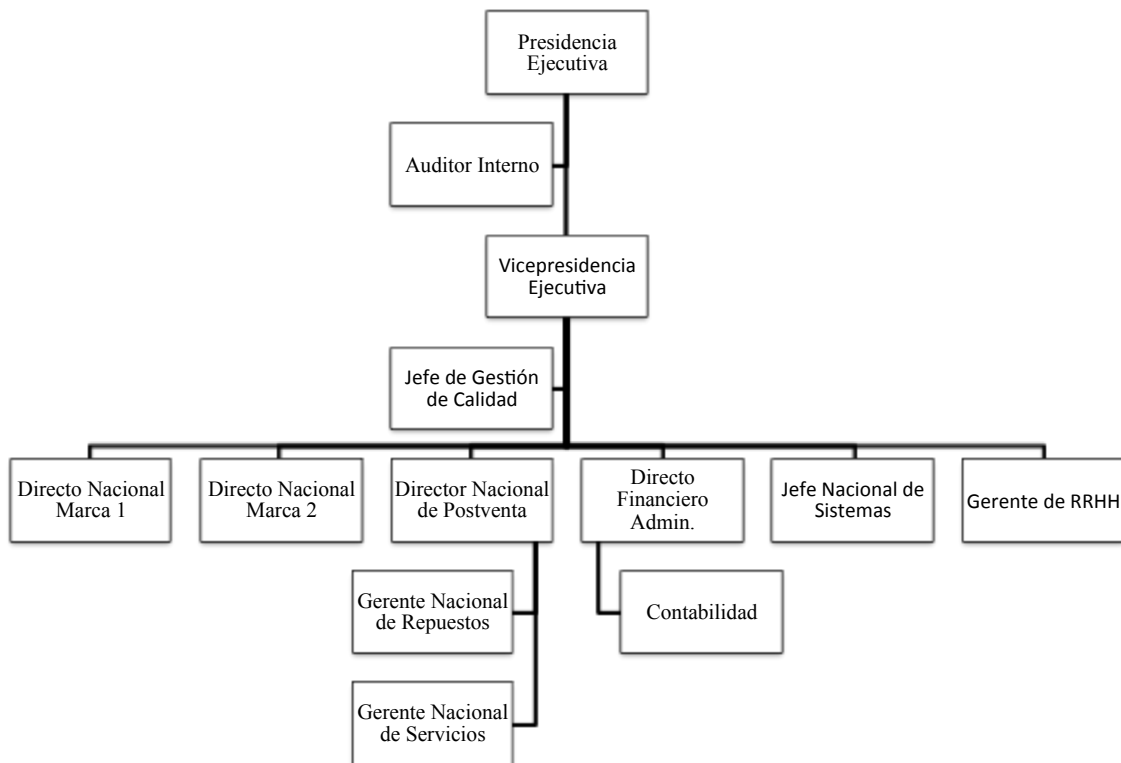 Presidencia
Ejecutiva
Auditor Interno
Vicepresidencia
Ejecutiva
Jefe de Gestión
de Calidad
Directo Nacional
Marca 1
Directo Nacional
Marca 2
Director Nacional
de Postventa
Directo
Financiero
Admin.
Jefe Nacional de
Sistemas
Gerente de RRHH
Gerente Nacional
de Repuestos
Contabilidad
Gerente Nacional
de Servicios